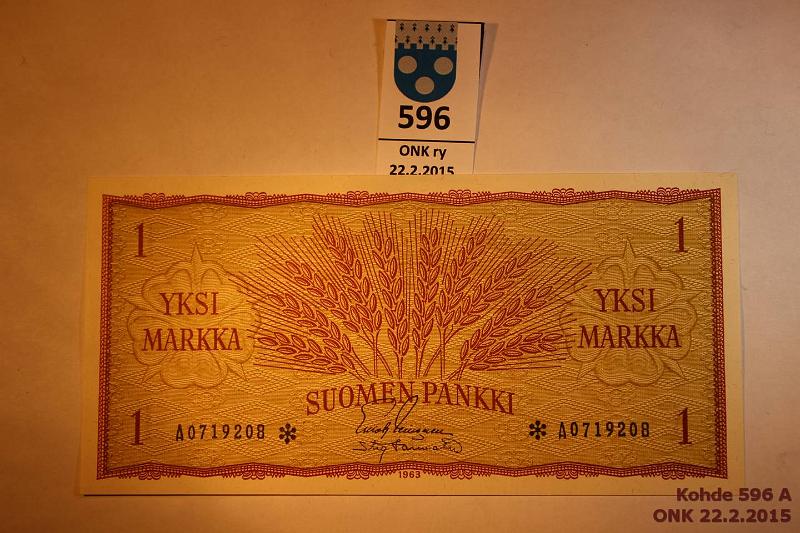 596
ONK ry
22.2.2015
1 1
YKSI
MARKKA
YKSI
MARKKA
SUOMEN PANKKI
1 A0719208 * * A0719208 1
1963
Kohde 596 A
ONK 22.2.2015